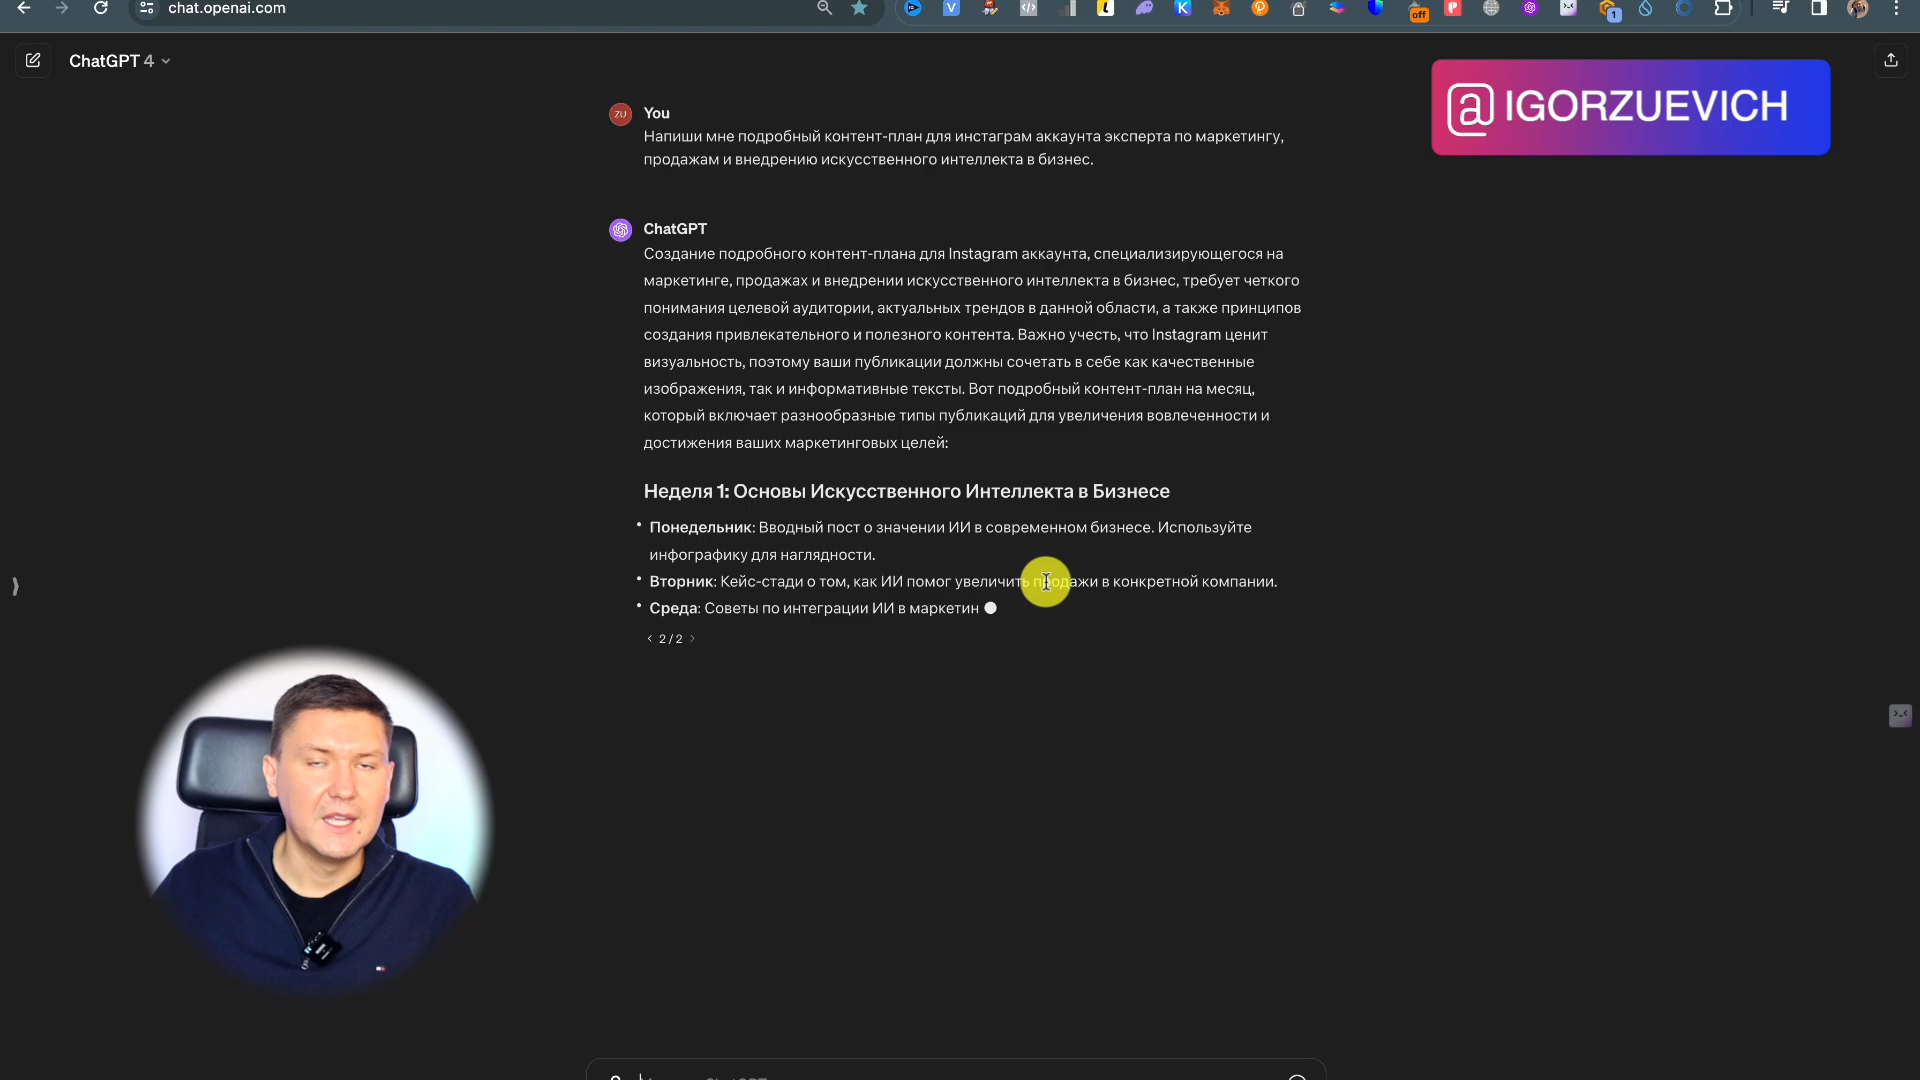 chat.openai.com
off
1
ChatGPT 4
@IGORZUEVICH
ZU
You
Напиши мне подробный контент-план для инстаграм аккаунта эксперта по маркетингу,
продажам и внедрению искусственного интеллекта в бизнес.
ChatGPT
Создание подробного контент-плана для Instagram аккаунта, специализирующегося на
маркетинге, продажах и внедрении искусственного интеллекта в бизнес, требует четкого
понимания целевой аудитории, актуальных трендов в данной области, а также принципов
создания привлекательного и полезного контента. Важно учесть, что Instagram ценит
визуальность, поэтому ваши публикации должны сочетать в себе как качественные
изображения, так и информативные тексты. Вот подробный контент-план на месяц,
который включает разнообразные типы публикаций для увеличения вовлеченности и
достижения ваших маркетинговых целей:
Неделя 1: Основы Искусственного Интеллекта в Бизнесе
• Понедельник: Вводный пост о значении ИИ в современном бизнесе. Используйте
инфографику для наглядности.
• Вторник: Кейс-стади о том, как ИИ помог увеличить продажи в конкретной компании.
• Среда: Советы по интеграции ИИ в маркетин
< 2 / 2 >